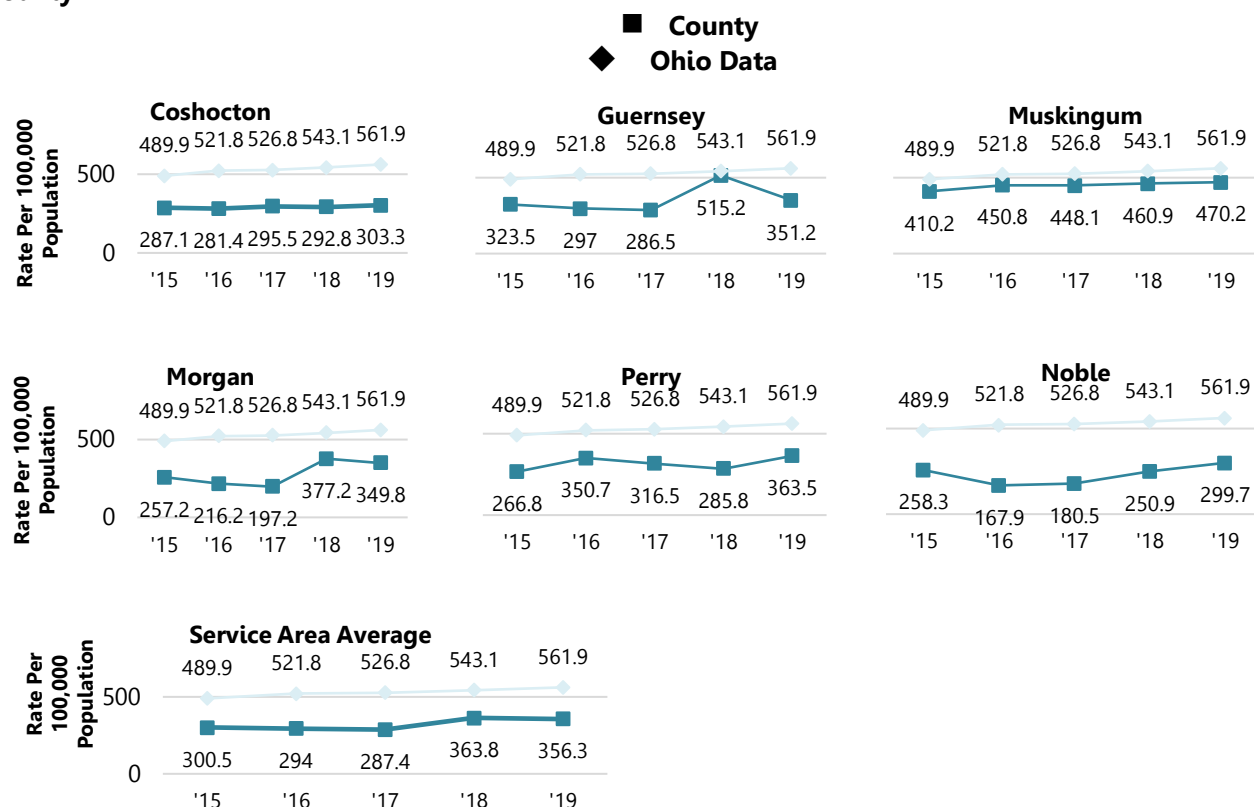 County
Ohio Data
Rate Per 100,000
Population
Coshocton
489.9 521.8 526.8 543.1 561.9
500
287.1 281.4 295.5 292.8 303.3
0
'15 '16 '17 '18 '19
Guernsey
489.9 521.8 526.8 543.1 561.9
515.2
323.5 297 286.5 351.2
'15 '16 '17 '18 '19
Muskingum
489.9 521.8 526.8 543.1 561.9
410.2 450.8 448.1 460.9 470.2
'15 '16 '17 '18 '19
Rate Per 100,000
Population
Morgan
489.9 521.8 526.8 543.1 561.9
500
257.2 216.2 197.2 377.2 349.8
0
'15 '16 '17 '18 '19
Perry
489.9 521.8 526.8 543.1 561.9
266.8 350.7 316.5 285.8 363.5
'15 '16 '17 '18 '19
Noble
489.9 521.8 526.8 543.1 561.9
258.3 167.9 180.5 250.9 299.7
'15 '16 '17 '18 '19
Rate Per
100,000
Population
Service Area Average
489.9 521.8 526.8 543.1 561.9
500
300.5 294 287.4 363.8 356.3
0
'15 '16 '17 '18 '19